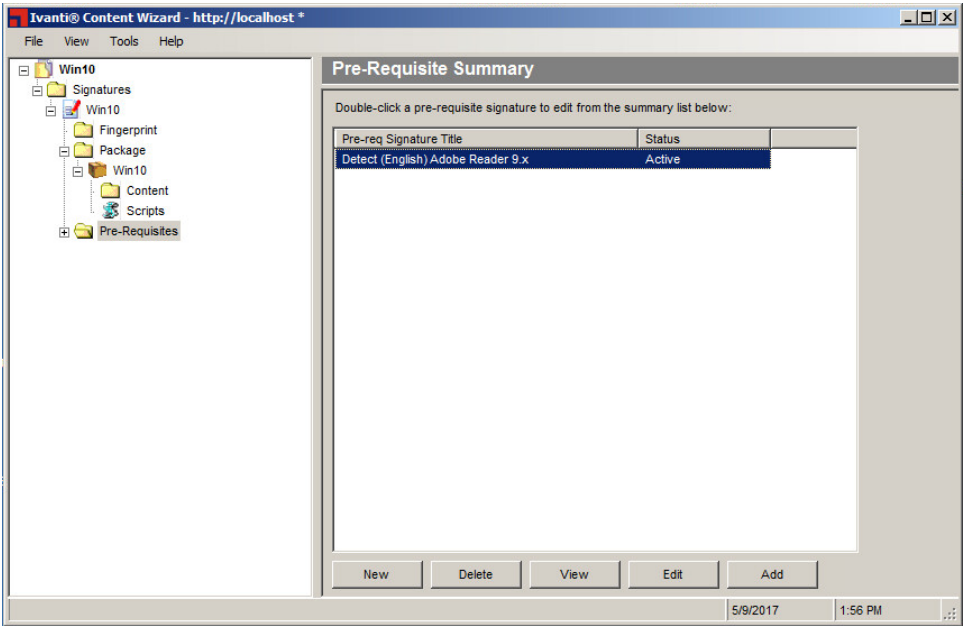 Ivanti® Content Wizard - http://localhost *
File View Tools Help
Win10
Signatures
Win10
Fingerprint
Package
Win10
Content
Scripts
Pre-Requisites
Pre-Requisite Summary
Double-click a pre-requisite signature to edit from the summary list below:
Pre-req Signature Title Status
Detect (English) Adobe Reader 9.x Active
New Delete View Edit Add
5/9/2017 1:56 PM